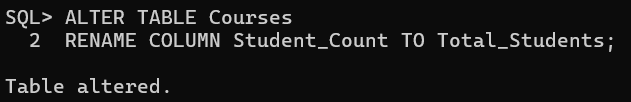 SQL> ALTER TABLE Courses
  2  RENAME COLUMN Student_Count TO Total_Students;
Table altered.